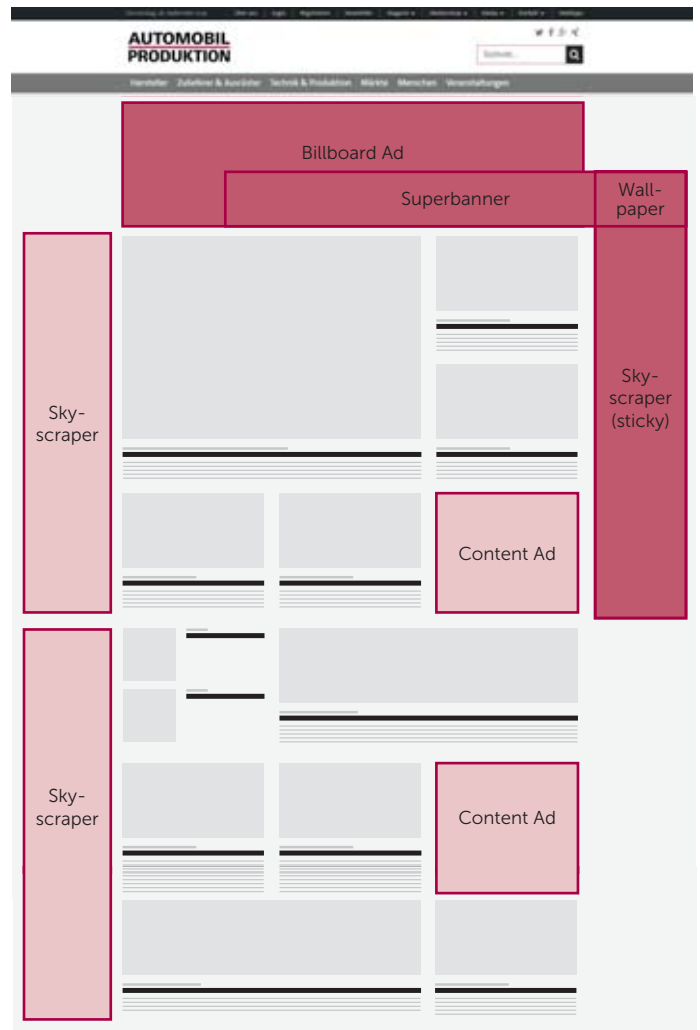 AUTOMOBIL
PRODUKTION
Hersteller Zulieferer & Ausrüster Technik & Produktion Märkte Menschen Veranstaltungen
Billboard Ad
Superbanner
Wall-
paper
Sky-
scraper
Sky-
scraper
(sticky)
Content Ad
Sky-
scraper
Content Ad